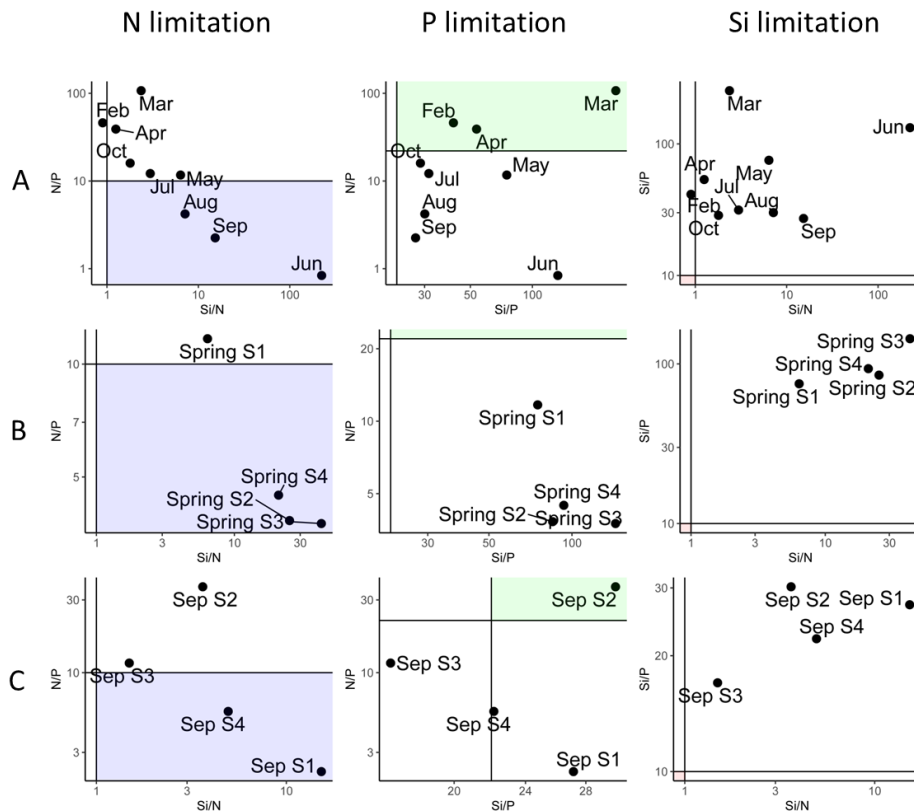 N limitation
P limitation
Si limitation
A
N/P
100
10
1
Mar
Feb
Apr
Oct
Jul
May
Aug
Sep
Jun
1
10
100
Si/N
N/P
100
10
1
Feb
Mar
Apr
Oct
May
Jul
Aug
Sep
Jun
30
50
100
Si/P
Si/P
100
30
10
Mar
Jun
Apr
May
Jul
Aug
Feb
Oct
Sep
1
10
100
Si/N
B
N/P
10
7
5
Spring S1
Spring S4
Spring S2
Spring S3
1
3
10
30
Si/N
N/P
20
10
5
Spring S1
Spring S4
Spring S2
Spring S3
30
50
100
Si/P
Si/P
100
30
10
Spring S3
Spring S4
Spring S1
Spring S2
1
3
10
30
Si/N
C
N/P
30
10
3
Sep S2
Sep S3
Sep S4
Sep S1
1
10
Si/N
N/P
30
10
3
Sep S2
Sep S3
Sep S4
Sep S1
20
24
28
Si/P
Si/P
30
20
10
Sep S2
Sep S1
Sep S4
Sep S3
1
3
10
Si/N